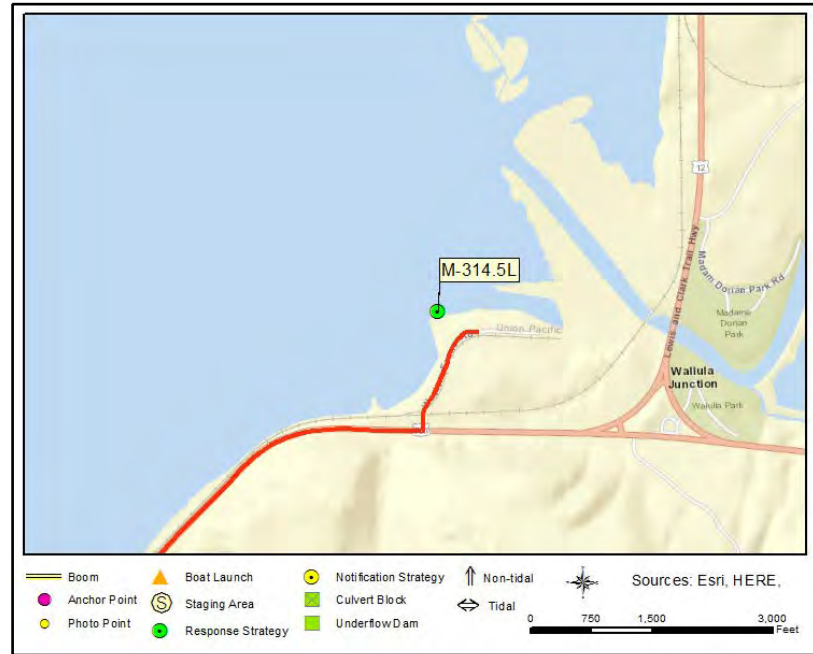 M-314.5L
12
Lewis and Clark Trail Hwy
Madam Dorian Park Rd
Madame
Dorian
Park
Union Pacific
Wallula
Junction
Wallula Park
Boom
Boat Launch
Notification Strategy
Non-tidal
Sources: Esri, HERE,
Anchor Point
S
Staging Area
Culvert Block
Tidal
Photo Point
Response Strategy
Underflow Dam
0 750 1,500 3,000
Feet